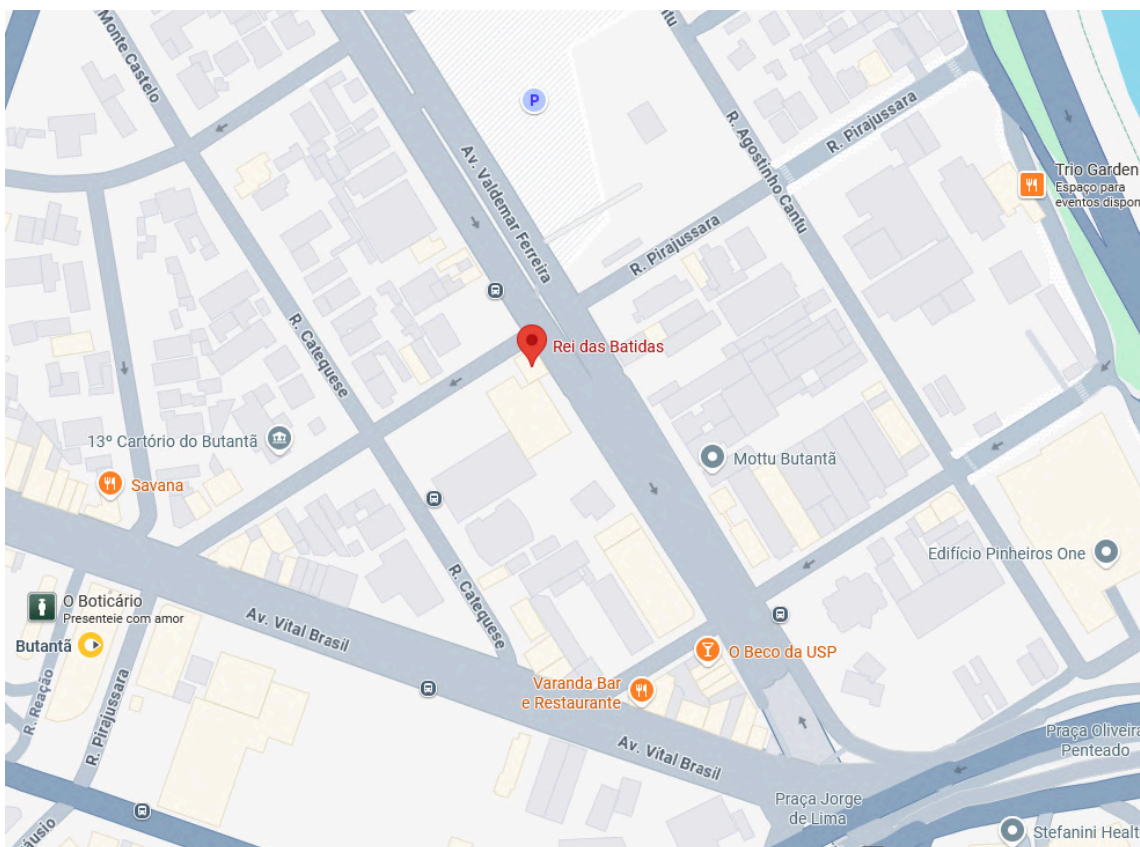 Monte Castelo
P
Av. Valdemar Ferreira
R. Agostinho Cantu
R. Pirajussara
R. Pirajussara
Trio Garden
Espaço para
eventos dispon
R. Catequese
Rei das Batidas
13º Cartório do Butantã
Savana
Mottu Butantã
Edifício Pinheiros One
O Boticário
Presenteie com amor
Butantã
R. Catequese
Av. Vital Brasil
O Beco da USP
Varanda Bar
e Restaurante
R. Reação
R. Pirajussara
Av. Vital Brasil
Praça Oliveira
Penteado
Praça Jorge
de Lima
Stefanini Healt